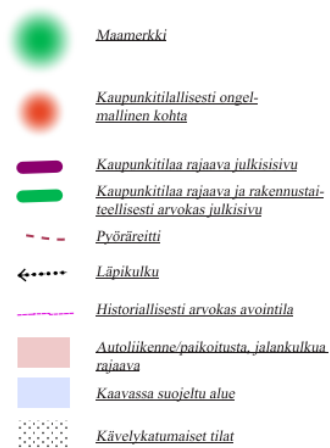 Maamerkki
Kaupunkitilallisesti ongel-
mallinen kohta
Kaupunkitilaa rajaava julkisisivu
Kaupunkitilaa rajaava ja rakennustai-
teellisesti arvokas julkisivu
Pyöräreitti
Läpikulku
Historiallisesti arvokas avointila
Autoliikenne/paikoitusta, jalankulkua
rajaava
Kaavassa suojeltu alue
Kävelykatumaiset tilat